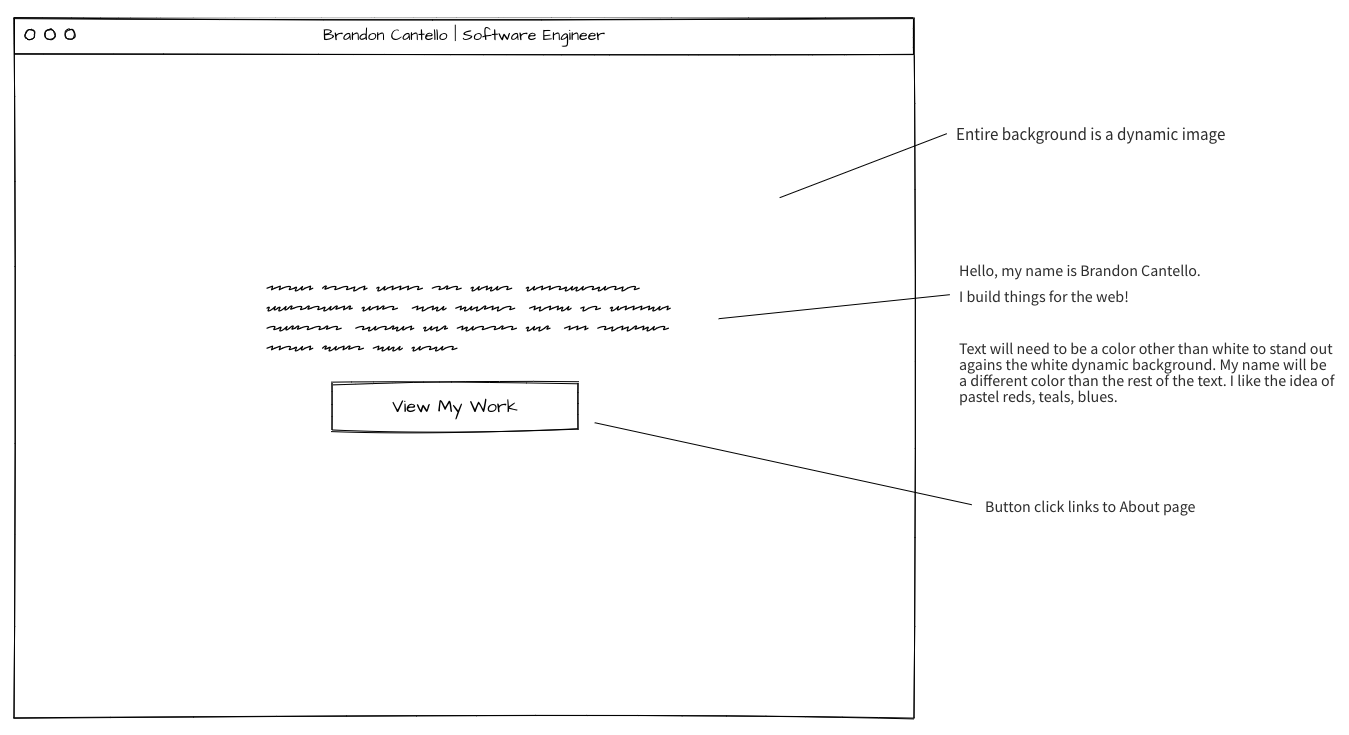 Brandon Cantello | Software Engineer
Entire background is a dynamic image
Hello, my name is Brandon Cantello.
I build things for the web!
Text will need to be a color other than white to stand out
agains the white dynamic background. My name will be
a different color than the rest of the text. I like the idea of
pastel reds, teals, blues.
View My Work
Button click links to About page